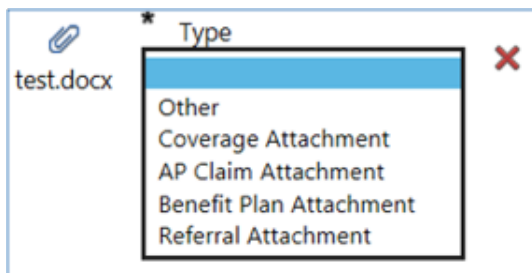 * Type
test.docx
Other
Coverage Attachment
AP Claim Attachment
Benefit Plan Attachment
Referral Attachment